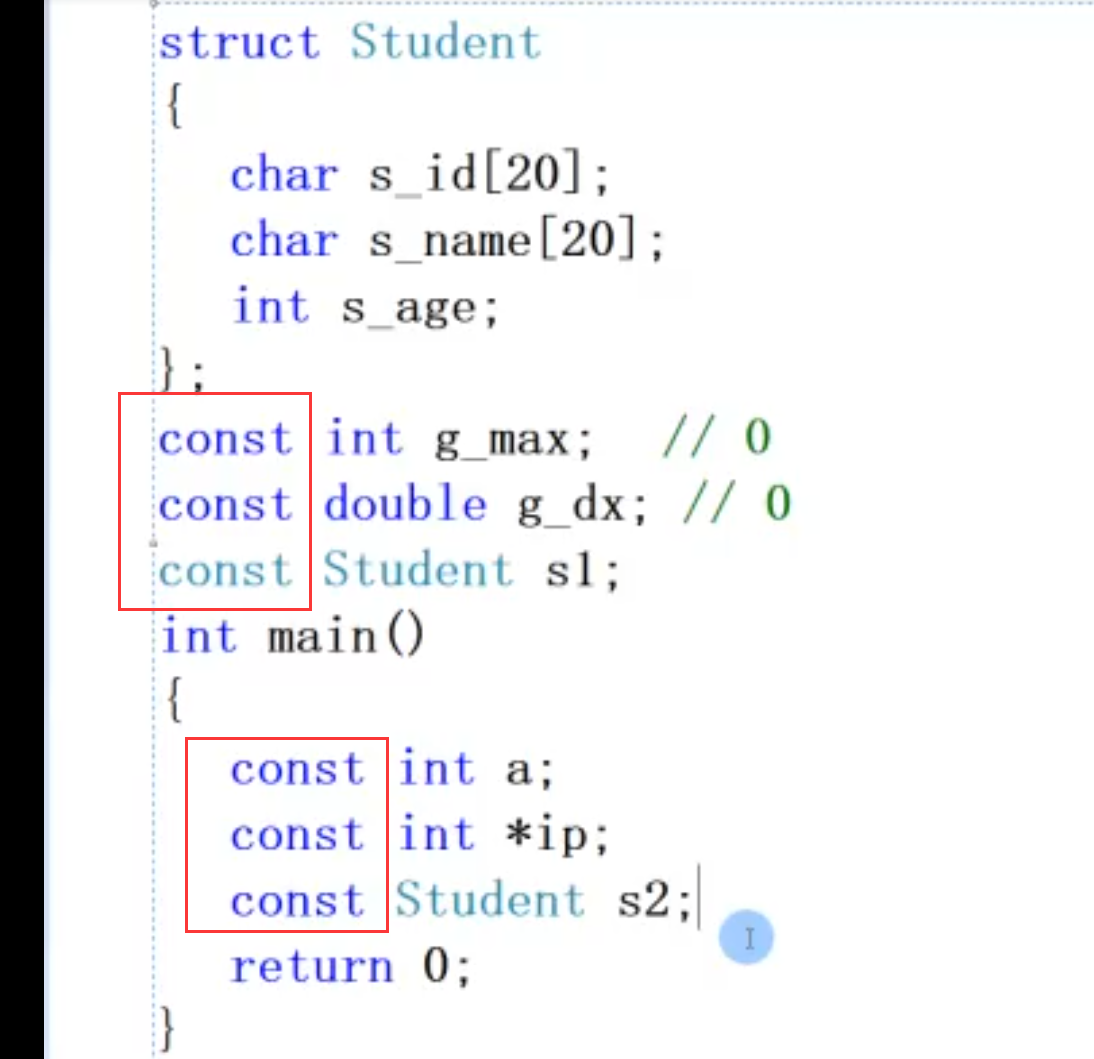 struct Student
{
char s_id[20];
char s_name[20];
int s_age;
};
const int g_max; // 0
const double g_dx; // 0
const Student s1;
int main()
{
const int a;
const int *ip;
const Student s2;
return 0;
}